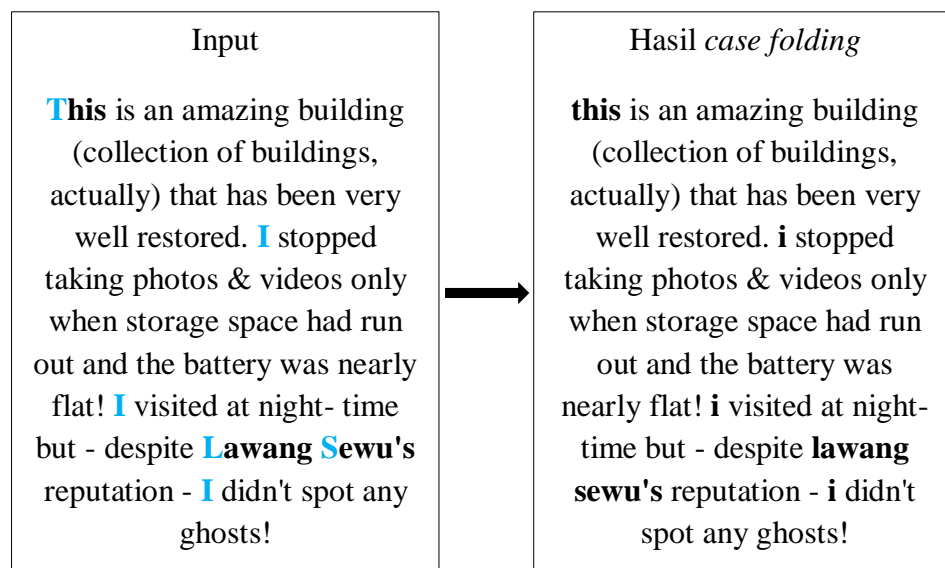 Input
This is an amazing building
(collection of buildings,
actually) that has been very
well restored. I stopped
taking photos & videos only
when storage space had run
out and the battery was nearly
flat! I visited at night- time
but - despite Lawang Sewu's
reputation - I didn't spot any
ghosts!
Hasil case folding
this is an amazing building
(collection of buildings,
actually) that has been very
well restored. i stopped
taking photos & videos only
when storage space had run
out and the battery was
nearly flat! i visited at night-
time but - despite lawang
sewu's reputation - i didn't
spot any ghosts!